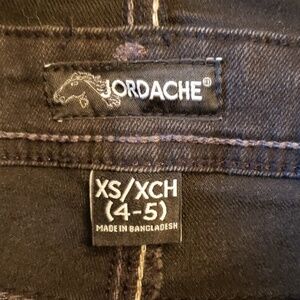 JORDACHE®
XS/XCH
(4-5)
MADE IN BANGLADESH